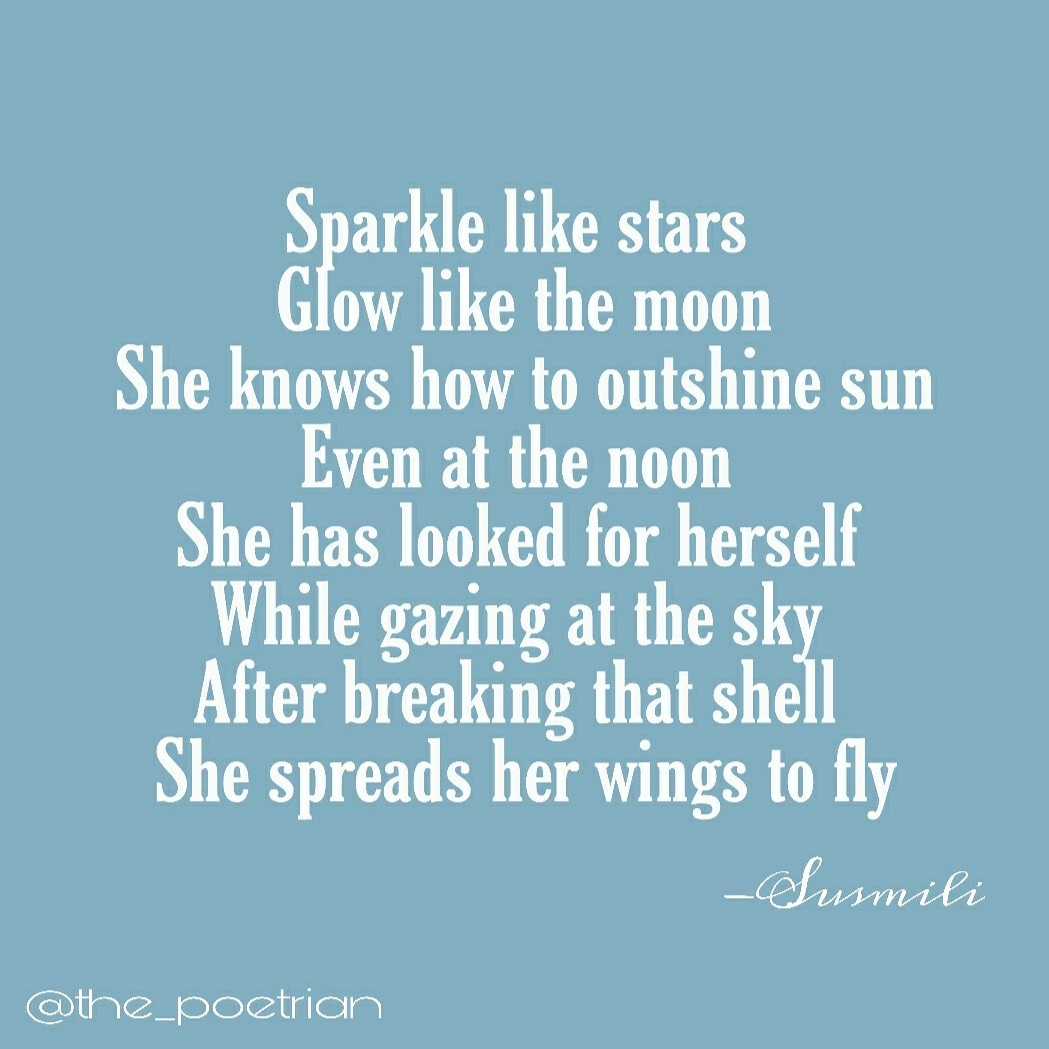 Sparkle like stars
Glow like the moon
She knows how to outshine sun
Even at the noon
She has looked for herself
While gazing at the sky
After breaking that shell
She spreads her wings to fly
–Susmili
@the_poetrian